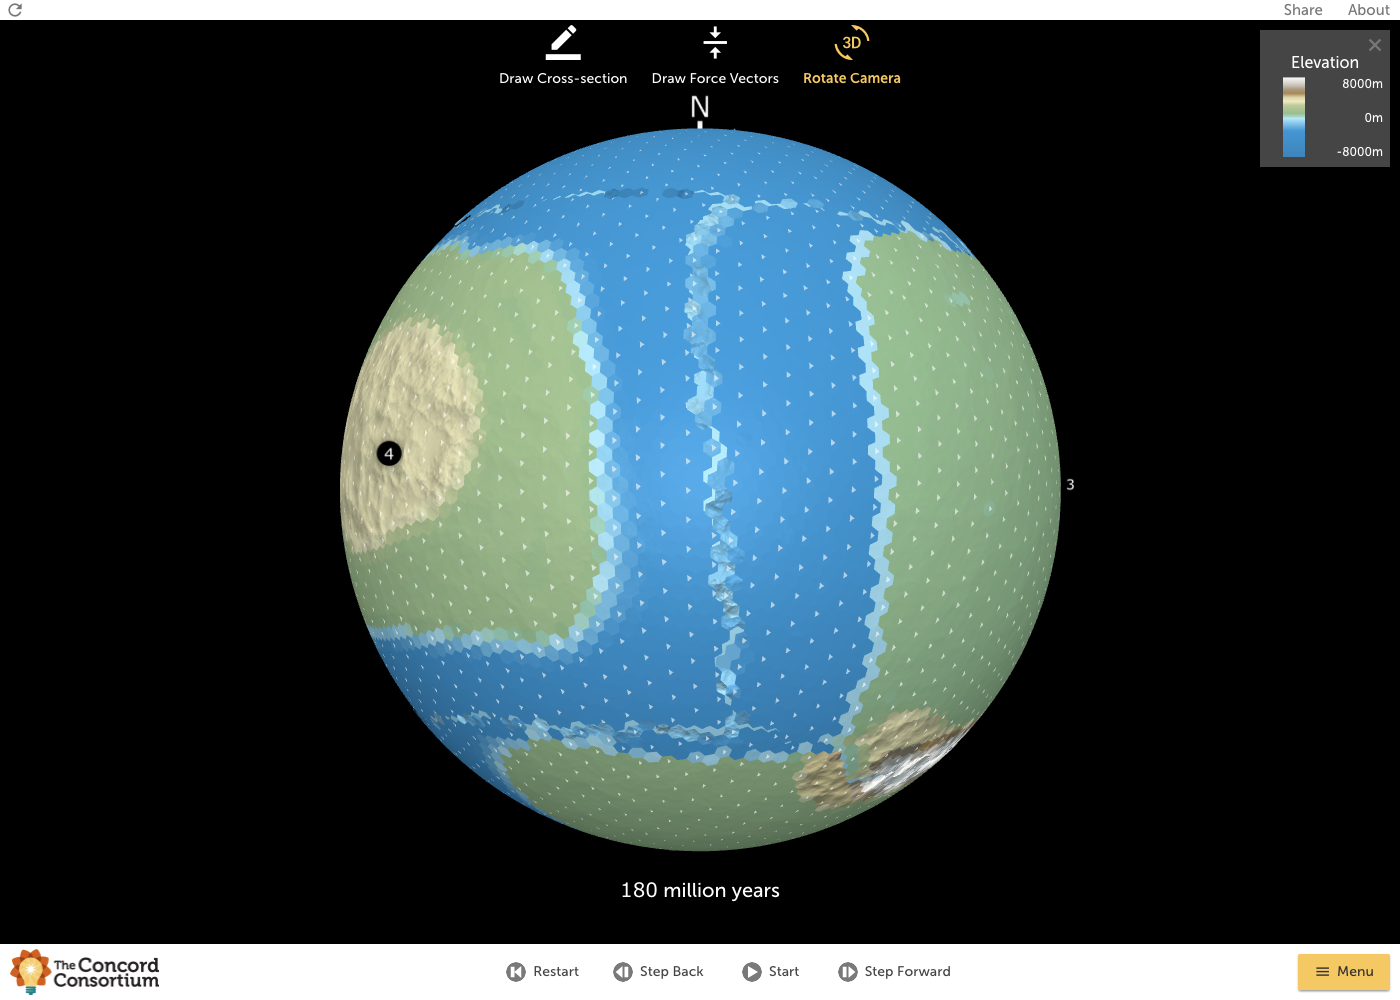 Share About
Draw Cross-section Draw Force Vectors 3D Rotate Camera
Elevation
8000m
0m
-8000m
N
4
3
180 million years
The Concord Consortium
Restart Step Back Start Step Forward Menu